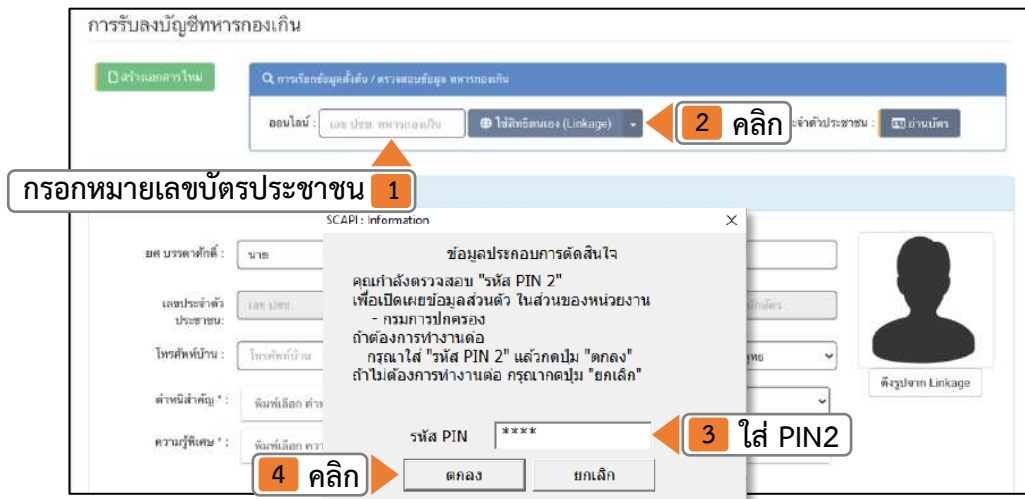 การรับลงบัญชีทหารกองเกิน
สร้างเอกสารใหม่
การเรียกข้อมูลตั้งต้น / ตรวจสอบข้อมูล ทหารกองเกิน
ออนไลน์ : เลข ปชช. ทหารกองเกิน ใช้สิทธิตนเอง (Linkage) 2 คลิก ะจำตัวประชาชน : อ่านบัตร
กรอกหมายเลขบัตรประชาชน 1
SCAPI : Information
ข้อมูลประกอบการตัดสินใจ
คุณกำลังตรวจสอบ "รหัส PIN 2"
เพื่อเปิดเผยข้อมูลส่วนตัว ในส่วนของหน่วยงาน
- กรมการปกครอง
ถ้าต้องการทำงานต่อ
กรุณาใส่ "รหัส PIN 2" แล้วกดปุ่ม "ตกลง"
ถ้าไม่ต้องการทำงานต่อ กรุณากดปุ่ม "ยกเลิก"
รหัส PIN **** 3 ใส่ PIN2
4 คลิก ตกลง ยกเลิก
ยศ บรรดาศักดิ์ : นาย
เลขประจำตัว
ประชาชน: เลข ปชช.
โทรศัพท์บ้าน : โทรศัพท์บ้าน
ตำหนิสำคัญ * : พิมพ์เลือก ตำห
ความรู้พิเศษ * : พิมพ์เลือก ควา
ดึงรูปจาก Linkage